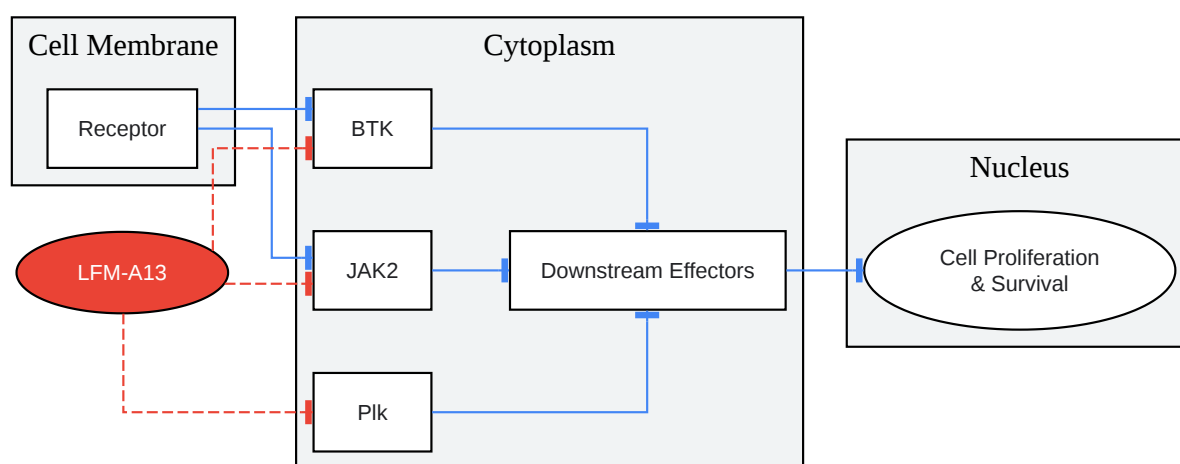 Cell Membrane
Cytoplasm
Receptor
BTK
Nucleus
LFM-A13
JAK2
Downstream Effectors
Cell Proliferation
& Survival
Plk